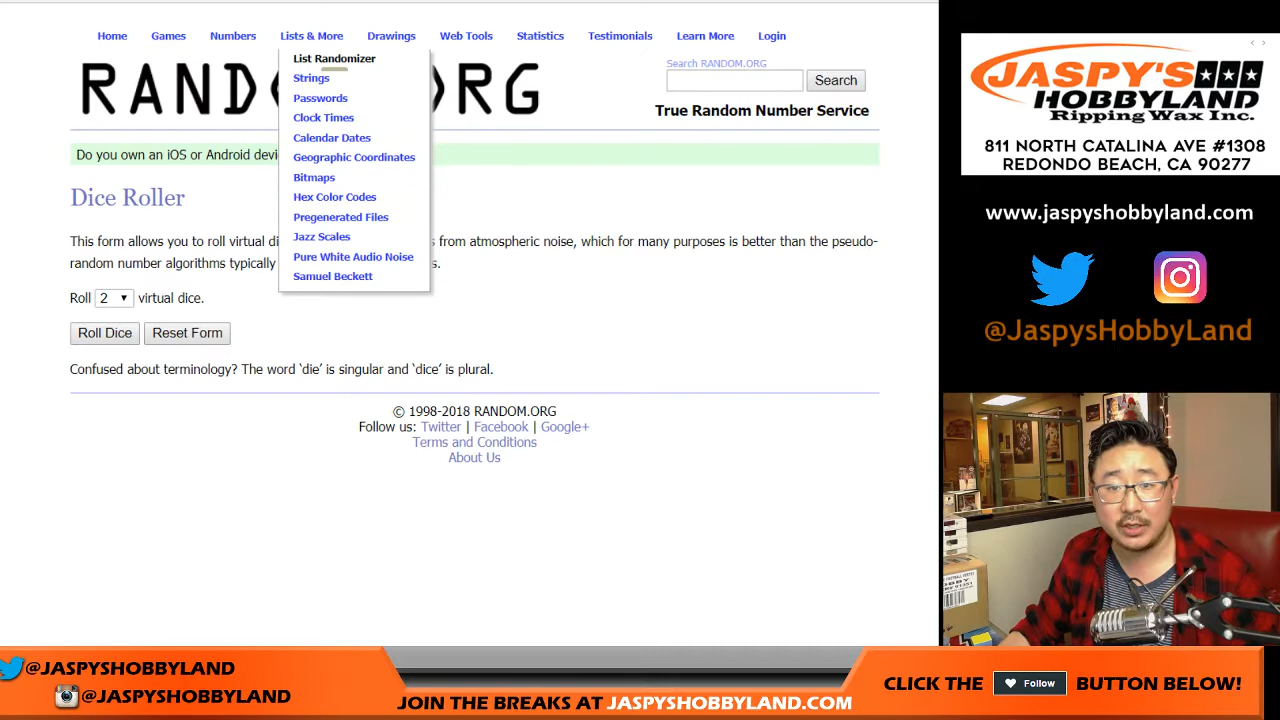 Home Games Numbers Lists & More Drawings Web Tools Statistics Testimonials Learn More Login
List Randomizer
Strings
Passwords
Clock Times
Calendar Dates
Geographic Coordinates
Bitmaps
Hex Color Codes
Pregenerated Files
Jazz Scales
Pure White Audio Noise
Samuel Beckett
RAND RG
Search RANDOM.ORG
Search
True Random Number Service
Do you own an iOS or Android devi
Dice Roller
This form allows you to roll virtual di from atmospheric noise, which for many purposes is better than the pseudo-
random number algorithms typically s.
Roll 2 virtual dice.
Roll Dice Reset Form
Confused about terminology? The word ‘die’ is singular and ‘dice’ is plural.
© 1998-2018 RANDOM.ORG
Follow us: Twitter | Facebook | Google+
Terms and Conditions
About Us
JASPY'S
HOBBYLAND
Ripping Wax Inc.
811 NORTH CATALINA AVE #1308
REDONDO BEACH, CA 90277
www.jaspyshobbyland.com
@JaspysHobbyLand
@JASPYSHOBBYLAND
@JASPYSHOBBYLAND
JOIN THE BREAKS AT JASPYSHOBBYLAND.COM
CLICK THE Follow BUTTON BELOW!